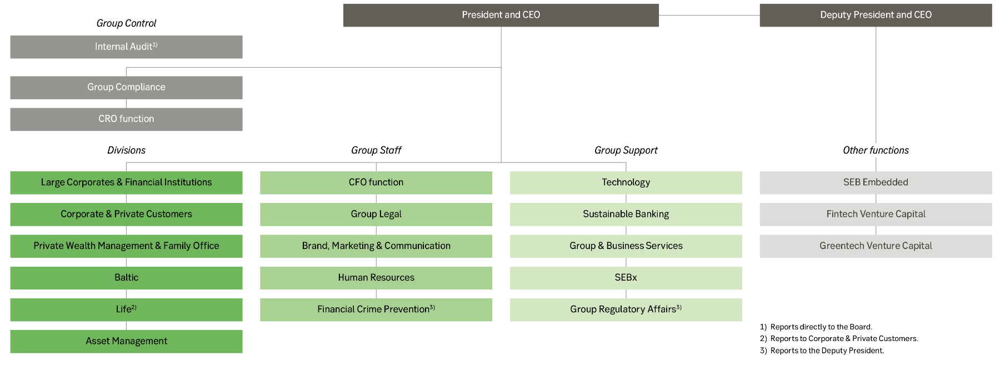 President and CEO
Deputy President and CEO
Group Control
Internal Audit1)
Group Compliance
CRO function
Divisions
Large Corporates & Financial Institutions
Corporate & Private Customers
Private Wealth Management & Family Office
Baltic
Life2)
Asset Management
Group Staff
CFO function
Group Legal
Brand, Marketing & Communication
Human Resources
Financial Crime Prevention3)
Group Support
Technology
Sustainable Banking
Group & Business Services
SEBx
Group Regulatory Affairs3)
Other functions
SEB Embedded
Fintech Venture Capital
Greentech Venture Capital
1) Reports directly to the Board.
2) Reports to Corporate & Private Customers.
3) Reports to the Deputy President.